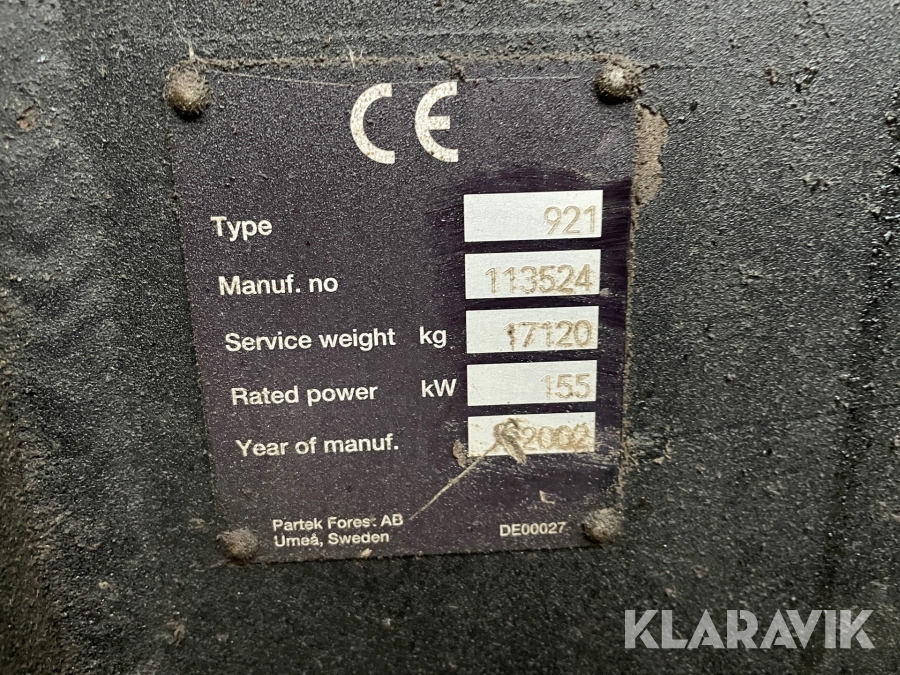 CE
Type 921
Manuf. no 113524
Service weight kg 17120
Rated power kW 155
Year of manuf. 2002
Partek Forest AB
Umeå, Sweden DE00027
KLARAVIK